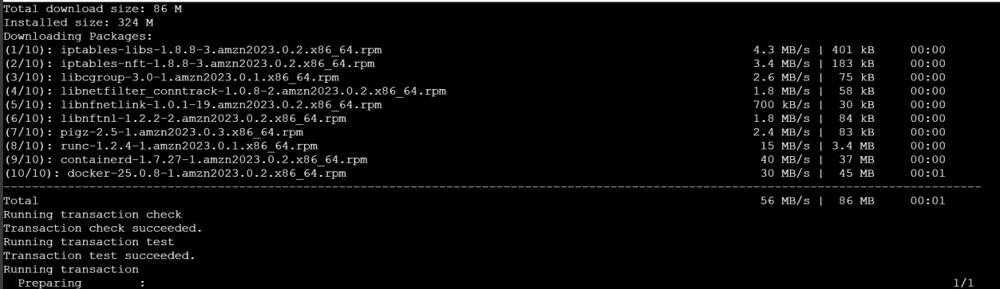 Total download size: 86 M
Installed size: 324 M
Downloading Packages:
(1/10): iptables-libs-1.8.8-3.amzn2023.0.2.x86_64.rpm 4.3 MB/s | 401 kB 00:00
(2/10): iptables-nft-1.8.8-3.amzn2023.0.2.x86_64.rpm 3.4 MB/s | 183 kB 00:00
(3/10): libcgroup-3.0-1.amzn2023.0.1.x86_64.rpm 2.6 MB/s | 75 kB 00:00
(4/10): libnetfilter_conntrack-1.0.8-2.amzn2023.0.2.x86_64.rpm 1.8 MB/s | 58 kB 00:00
(5/10): libnfnetlink-1.0.1-19.amzn2023.0.2.x86_64.rpm 700 kB/s | 30 kB 00:00
(6/10): libnftnl-1.2.2-2.amzn2023.0.2.x86_64.rpm 1.8 MB/s | 84 kB 00:00
(7/10): pigz-2.5-1.amzn2023.0.3.x86_64.rpm 2.4 MB/s | 83 kB 00:00
(8/10): runc-1.2.4-1.amzn2023.0.1.x86_64.rpm 15 MB/s | 3.4 MB 00:00
(9/10): containerd-1.7.27-1.amzn2023.0.2.x86_64.rpm 40 MB/s | 37 MB 00:00
(10/10): docker-25.0.8-1.amzn2023.0.2.x86_64.rpm 30 MB/s | 45 MB 00:01
--------------------------------------------------------------------------------
Total 56 MB/s | 86 MB 00:01
Running transaction check
Transaction check succeeded.
Running transaction test
Transaction test succeeded.
Running transaction
Preparing : 1/1